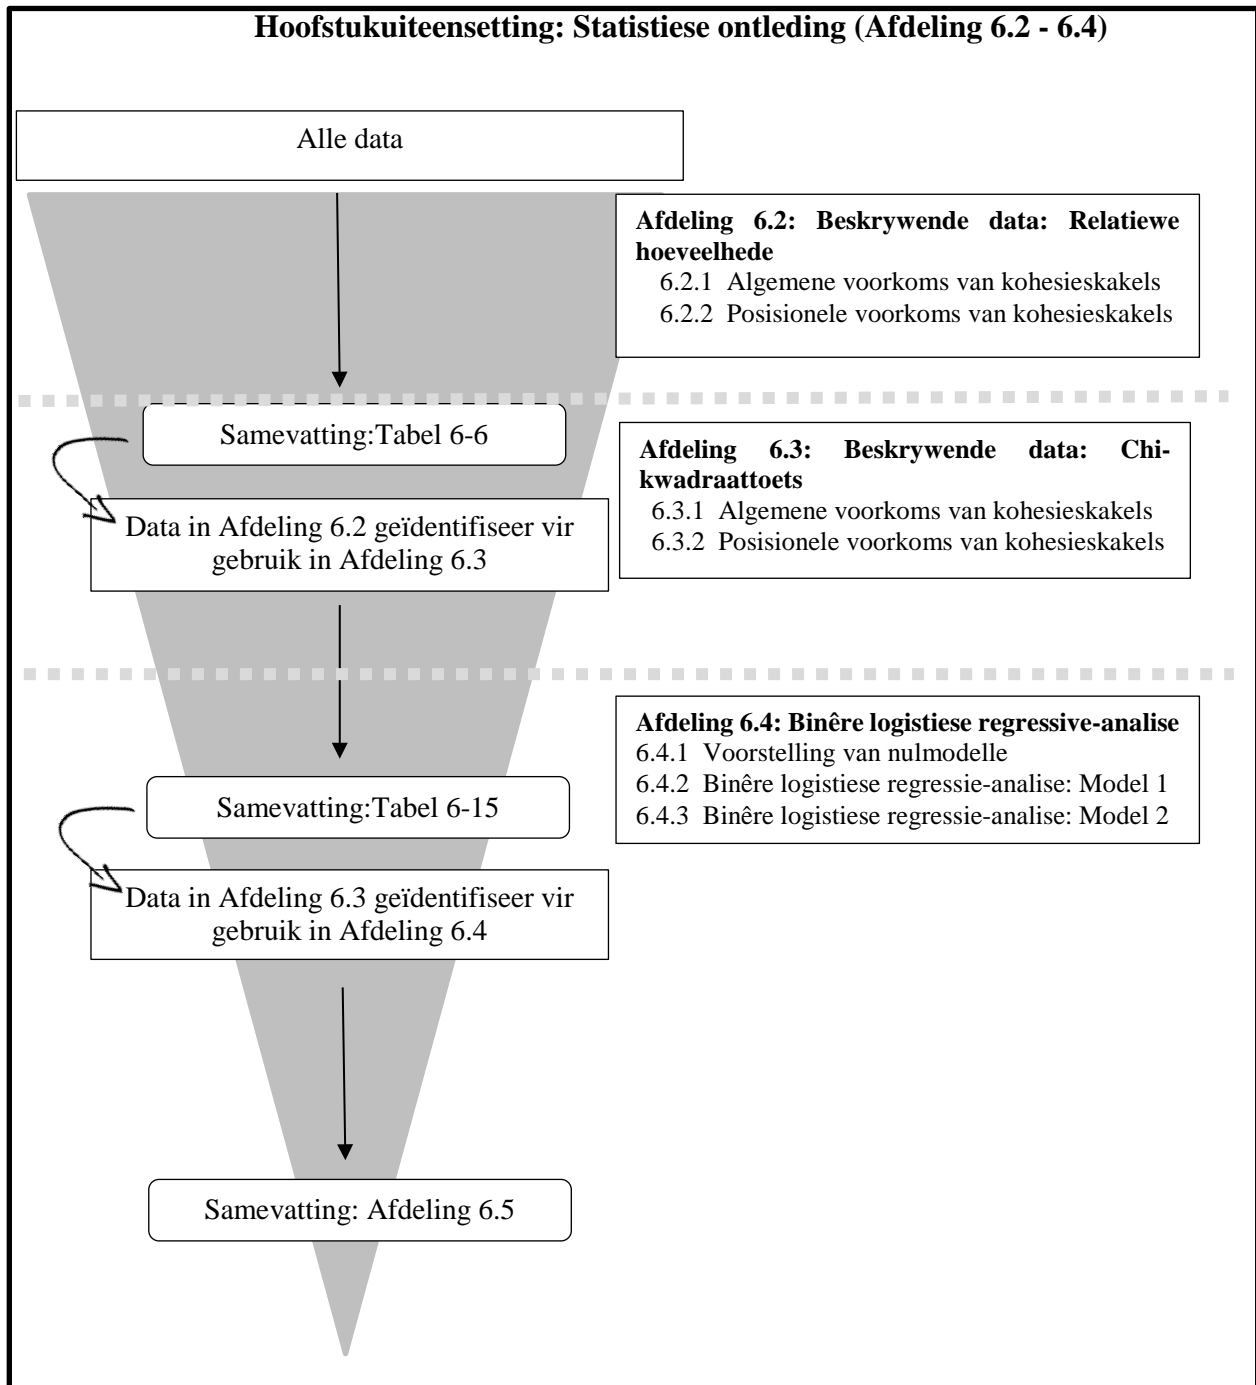 Hoofstukuiteensetting: Statistiese ontleding (Afdeling 6.2 - 6.4)
Alle data
Afdeling 6.2: Beskrywende data: Relatiewe
hoeveelhede
6.2.1 Algemene voorkoms van kohesieskakels
6.2.2 Posisionele voorkoms van kohesieskakels
Samevatting:Tabel 6-6
Data in Afdeling 6.2 geïdentifiseer vir
gebruik in Afdeling 6.3
Afdeling 6.3: Beskrywende data: Chi-
kwadraattoets
6.3.1 Algemene voorkoms van kohesieskakels
6.3.2 Posisionele voorkoms van kohesieskakels
Afdeling 6.4: Binêre logistiese regressive-analise
6.4.1 Voorstelling van nulmodelle
6.4.2 Binêre logistiese regressie-analise: Model 1
6.4.3 Binêre logistiese regressie-analise: Model 2
Samevatting:Tabel 6-15
Data in Afdeling 6.3 geïdentifiseer vir
gebruik in Afdeling 6.4
Samevatting: Afdeling 6.5